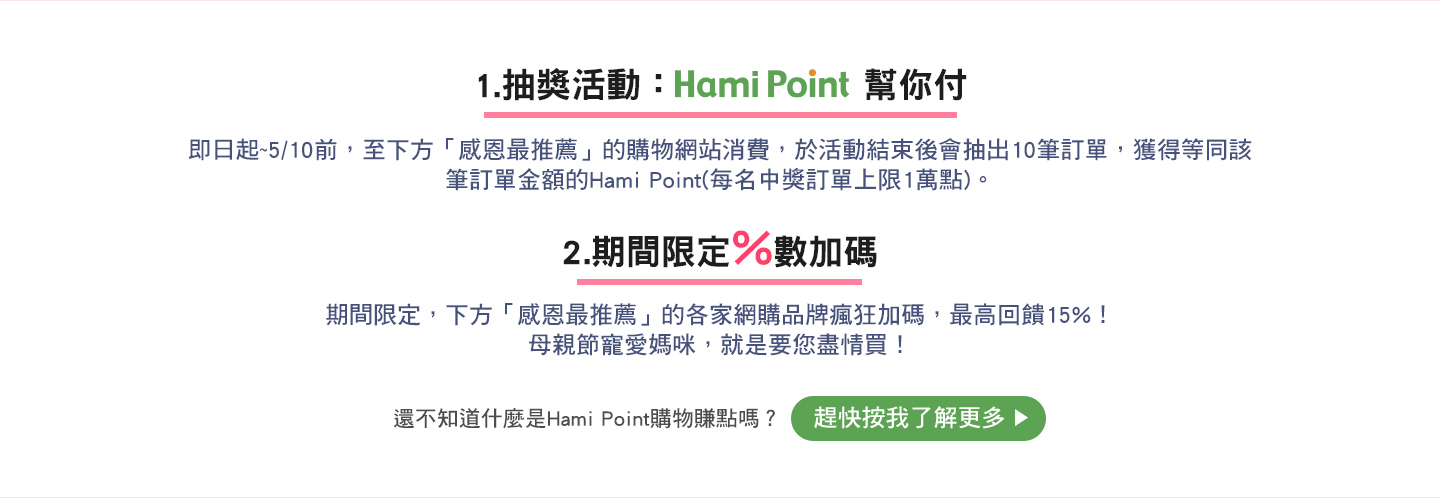 1.抽獎活動：Hami Point 幫你付
即日起~5/10前，至下方「感恩最推薦」的購物網站消費，於活動結束後會抽出10筆訂單，獲得等同該
筆訂單金額的Hami Point(每名中獎訂單上限1萬點)。
2.期間限定%數加碼
期間限定，下方「感恩最推薦」的各家網購品牌瘋狂加碼，最高回饋15%！
母親節寵愛媽咪，就是要您盡情買！
還不知道什麼是Hami Point購物賺點嗎？ 趕快按我了解更多